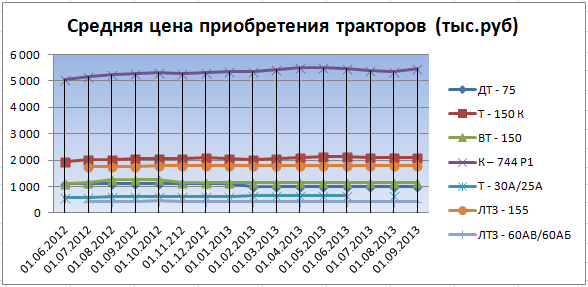 Средняя цена приобретения тракторов (тыс.руб)
6 000
5 000
4 000
3 000
2 000
1 000
0
01.06.2012
01.07.2012
01.08.2012
01.09.2012
01.10.2012
01.11.212
01.12.2012
01.01.2013
01.02.2013
01.03.2013
01.04.2013
01.05.2013
01.06.2013
01.07.2013
01.08.2013
01.09.2013
ДТ - 75
Т - 150 К
ВТ - 150
К – 744 Р1
Т - 30А/25А
ЛТЗ - 155
ЛТЗ - 60АВ/60АБ